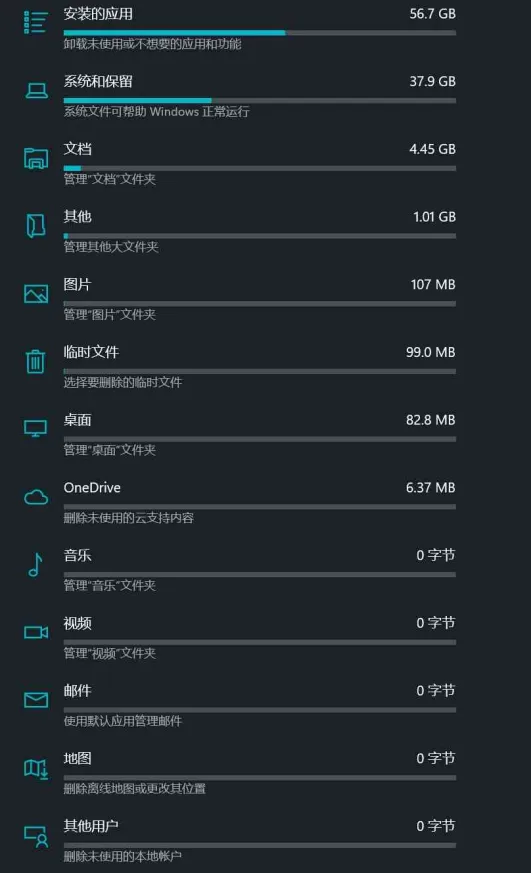 安装的应用
56.7 GB
卸载未使用或不想要的应用和功能
系统和保留
37.9 GB
系统文件可帮助 Windows 正常运行
文档
4.45 GB
管理"文档"文件夹
其他
1.01 GB
管理其他大文件夹
图片
107 MB
管理"图片"文件夹
临时文件
99.0 MB
选择要删除的临时文件
桌面
82.8 MB
管理"桌面"文件夹
OneDrive
6.37 MB
删除未使用的云支持内容
音乐
0 字节
管理"音乐"文件夹
视频
0 字节
管理"视频"文件夹
邮件
0 字节
使用默认应用管理邮件
地图
0 字节
删除离线地图或更改其位置
其他用户
0 字节
删除未使用的本地帐户